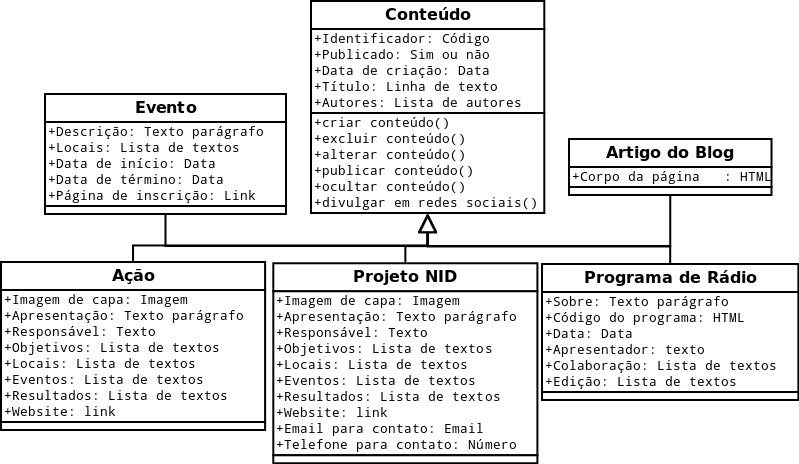 Conteúdo
+Identificador: Código
+Publicado: Sim ou não
+Data de criação: Data
+Título: Linha de texto
+Autores: Lista de autores
+criar conteúdo()
+excluir conteúdo()
+alterar conteúdo()
+publicar conteúdo()
+ocultar conteúdo()
+divulgar em redes sociais()
Evento
+Descrição: Texto parágrafo
+Locais: Lista de textos
+Data de início: Data
+Data de término: Data
+Página de inscrição: Link
Artigo do Blog
+Corpo da página   : HTML
Ação
+Imagem de capa: Imagem
+Apresentação: Texto parágrafo
+Responsável: Texto
+Objetivos: Lista de textos
+Locais: Lista de textos
+Eventos: Lista de textos
+Resultados: Lista de textos
+Website: link
Projeto NID
+Imagem de capa: Imagem
+Apresentação: Texto parágrafo
+Responsável: Texto
+Objetivos: Lista de textos
+Locais: Lista de textos
+Eventos: Lista de textos
+Resultados: Lista de textos
+Website: link
+Email para contato: Email
+Telefone para contato: Número
Programa de Rádio
+Sobre: Texto parágrafo
+Código do programa: HTML
+Data: Data
+Apresentador: texto
+Colaboração: Lista de textos
+Edição: Lista de textos